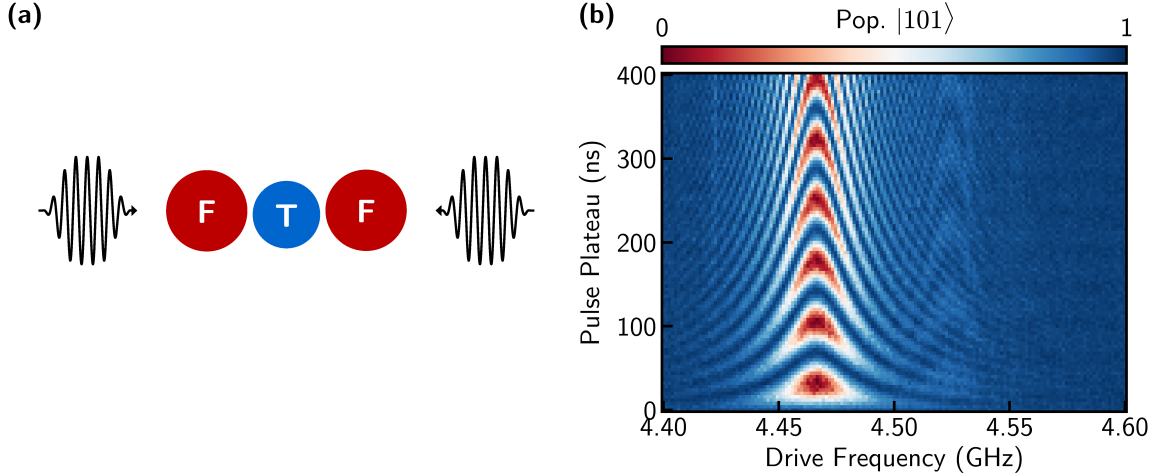 (a)
F T F
(b)
Pop. |101⟩
0 1
Pulse Plateau (ns)
400
300
200
100
0
4.40 4.45 4.50 4.55 4.60
Drive Frequency (GHz)